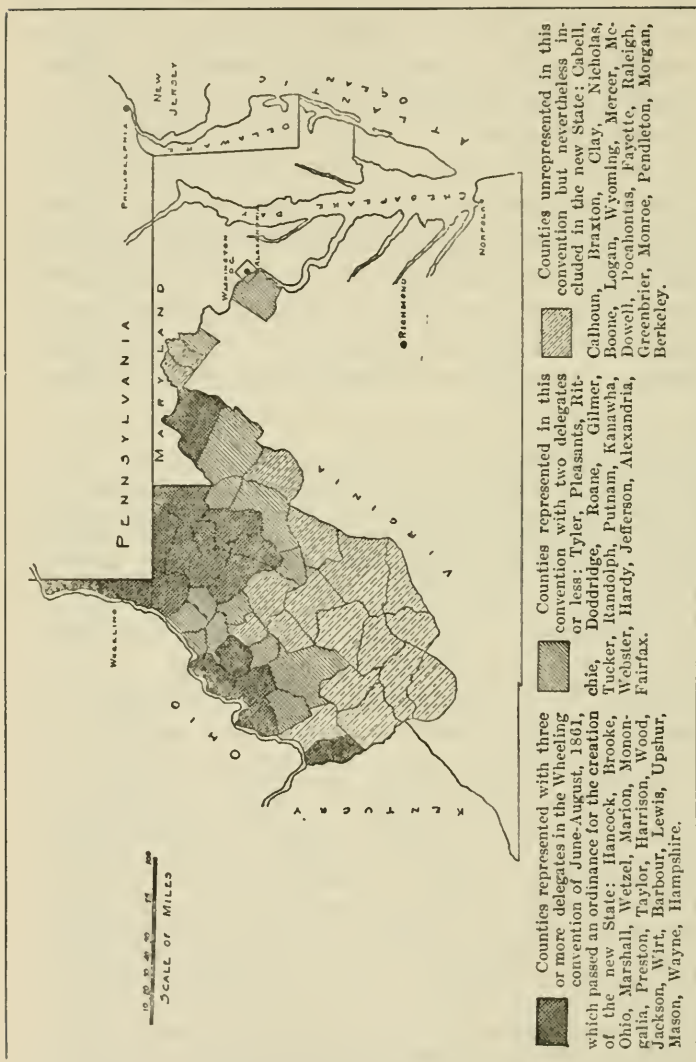 PENNSYLVANIA
MARYLAND
NEW
JERSEY
PHILADELPHIA
WHEELING
OHIO
KENTUCKY
VIRGINIA
WASHINGTON
D.C.
ALEXANDRIA
RICHMOND
NORFOLK
CHESAPEAKE BAY
DELAWARE
SCALE OF MILES
Counties represented with three
or more delegates in the Wheeling
convention of June-August, 1861,
which passed an ordinance for the creation
of the new State: Hancock, Brooke,
Ohio, Marshall, Wetzel, Marion, Monon-
galia, Preston, Taylor, Harrison, Wood,
Jackson, Wirt, Barbour, Lewis, Upshur,
Mason, Wayne, Hampshire.
Counties represented in this
convention with two delegates
or less: Tyler, Pleasants, Rit-
chie, Doddridge, Roane, Gilmer,
Tucker, Randolph, Putnam, Kanawha,
Webster, Hardy, Jefferson, Alexandria,
Fairfax.
Counties unrepresented in this
convention but nevertheless in-
cluded in the new State: Cabell,
Calhoun, Braxton, Clay, Nicholas,
Boone, Logan, Wyoming, Mercer, Mc-
Dowell, Pocahontas, Fayette, Raleigh,
Greenbrier, Monroe, Pendleton, Morgan,
Berkeley.